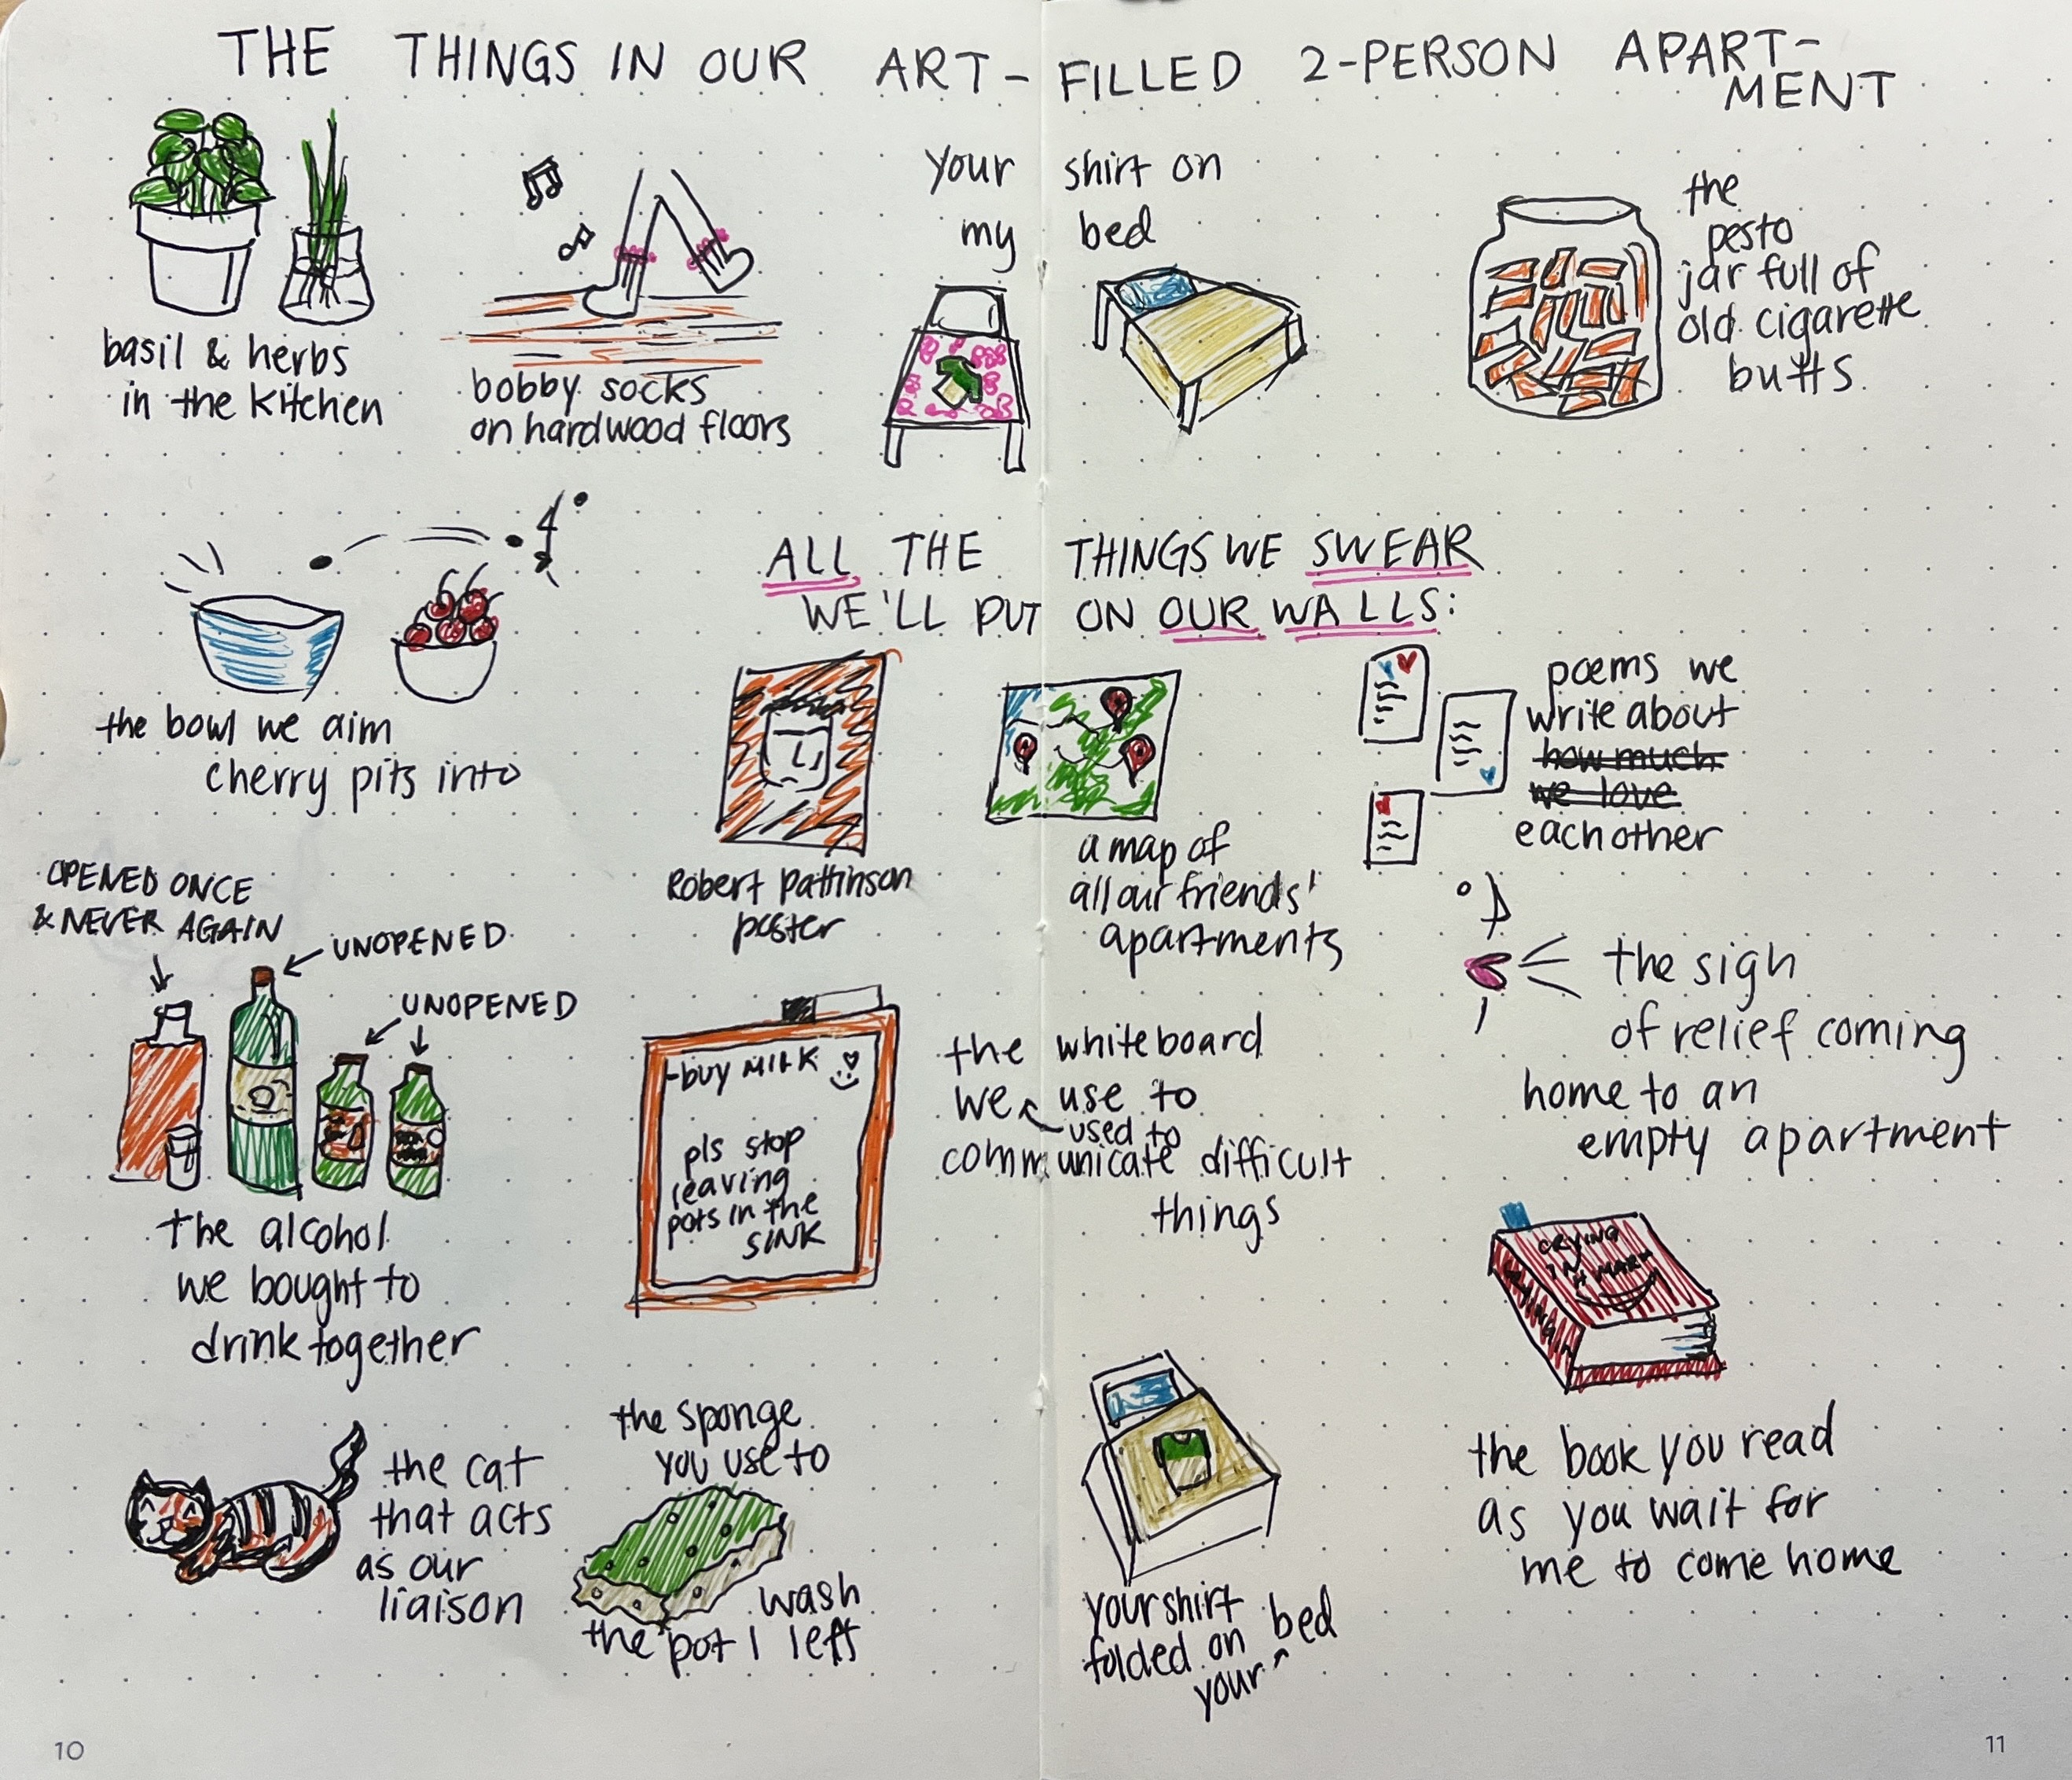 THE THINGS IN OUR ART-FILLED 2-PERSON APART-
MENT
basil & herbs
in the kitchen
bobby socks
on hardwood floors
your shirt on
my bed
the
pesto
jar full of
old cigarette
butts
the bowl we aim
cherry pits into
ALL THE THINGS WE SWEAR
WE'LL PUT ON OUR WALLS:
Robert Pattinson
poster
a map of
all our friends'
apartments
poems we
write about
how much
we love
each other
OPENED ONCE
& NEVER AGAIN
UNOPENED
UNOPENED
the alcohol
we bought to
drink together
-buy MILK
pls stop
leaving
pots in the
SINK
the whiteboard
we use to
used to
communicate difficult
things
the sigh
of relief coming
home to an
empty apartment
the cat
that acts
as our
liaison
the sponge
you use to
wash
the pot I left
your shirt
folded on bed
your
CRYING
IN
H MART
CRYING IN
the book you read
as you wait for
me to come home
10
11